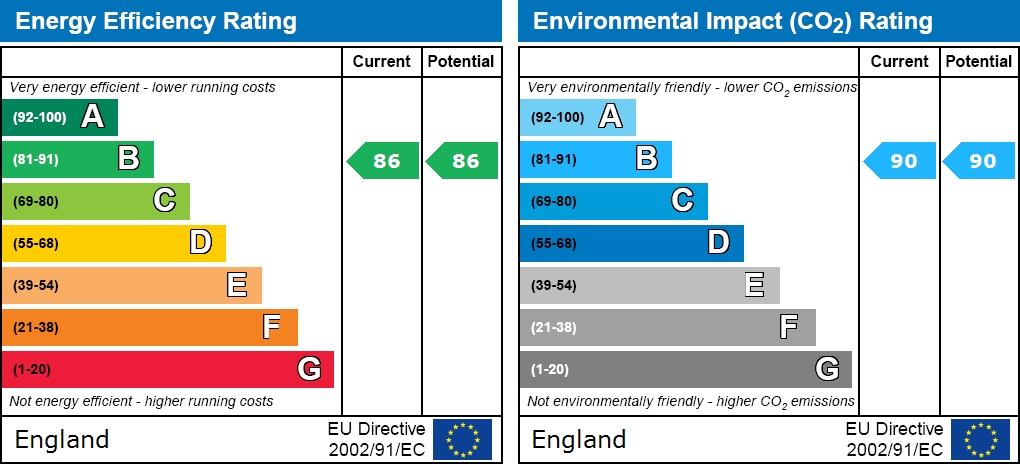 Energy Efficiency Rating
Current Potential
Very energy efficient - lower running costs
(92-100) A
(81-91) B 86 86
(69-80) C
(55-68) D
(39-54) E
(21-38) F
(1-20) G
Not energy efficient - higher running costs
England EU Directive
2002/91/EC
Environmental Impact (CO2) Rating
Current Potential
Very environmentally friendly - lower CO2 emissions
(92-100) A
(81-91) B 90 90
(69-80) C
(55-68) D
(39-54) E
(21-38) F
(1-20) G
Not environmentally friendly - higher CO2 emissions
England EU Directive
2002/91/EC